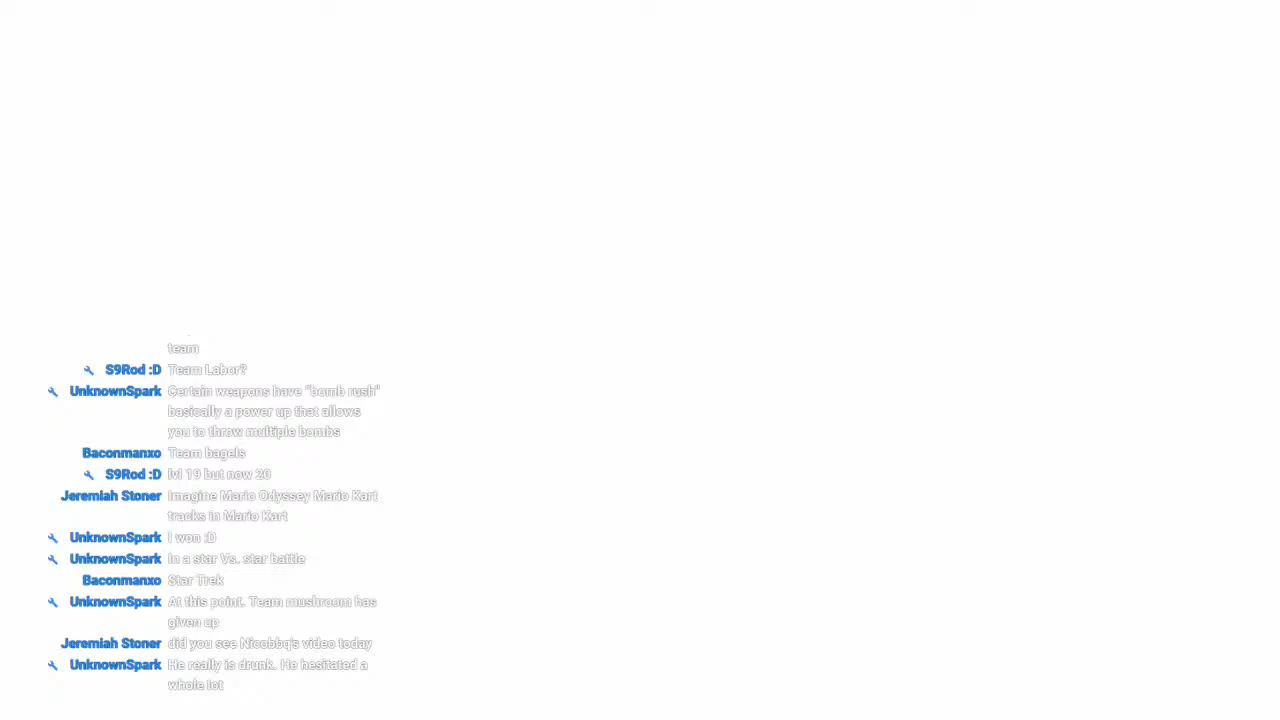 team
S9Rod :D Team Labor?
UnknownSpark Certain weapons have "bomb rush"
basically a power up that allows
you to throw multiple bombs
Baconmanxo Team bagels
S9Rod :D lvl 19 but now 20
Jeremiah Stoner Imagine Mario Odyssey Mario Kart
tracks in Mario Kart
UnknownSpark I won :D
UnknownSpark In a star Vs. star battle
Baconmanxo Star Trek
UnknownSpark At this point. Team mushroom has
given up
Jeremiah Stoner did you see Nicobbq's video today
UnknownSpark He really is drunk. He hesitated a
whole lot